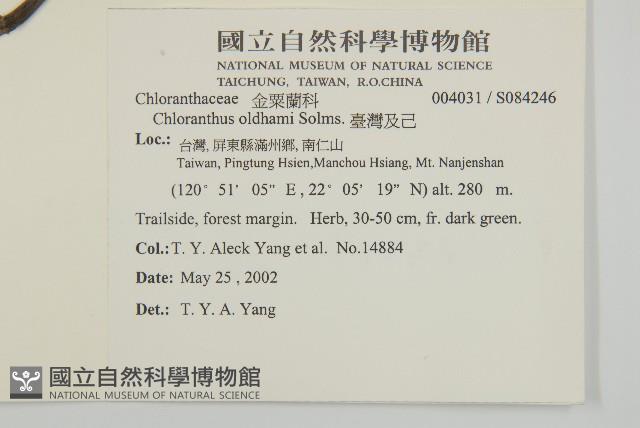 國立自然科學博物館
NATIONAL MUSEUM OF NATURAL SCIENCE
TAICHUNG, TAIWAN, R.O.CHINA
Chloranthaceae 金粟蘭科 004031 / S084246
Chloranthus oldhami Solms. 臺灣及己
Loc.: 台灣, 屏東縣滿州鄉, 南仁山
Taiwan, Pingtung Hsien,Manchou Hsiang, Mt. Nanjenshan
(120° 51' 05" E , 22° 05' 19" N) alt. 280 m.
Trailside, forest margin. Herb, 30-50 cm, fr. dark green.
Col.: T. Y. Aleck Yang et al. No.14884
Date: May 25 , 2002
Det.: T. Y. A. Yang
國立自然科學博物館
NATIONAL MUSEUM OF NATURAL SCIENCE